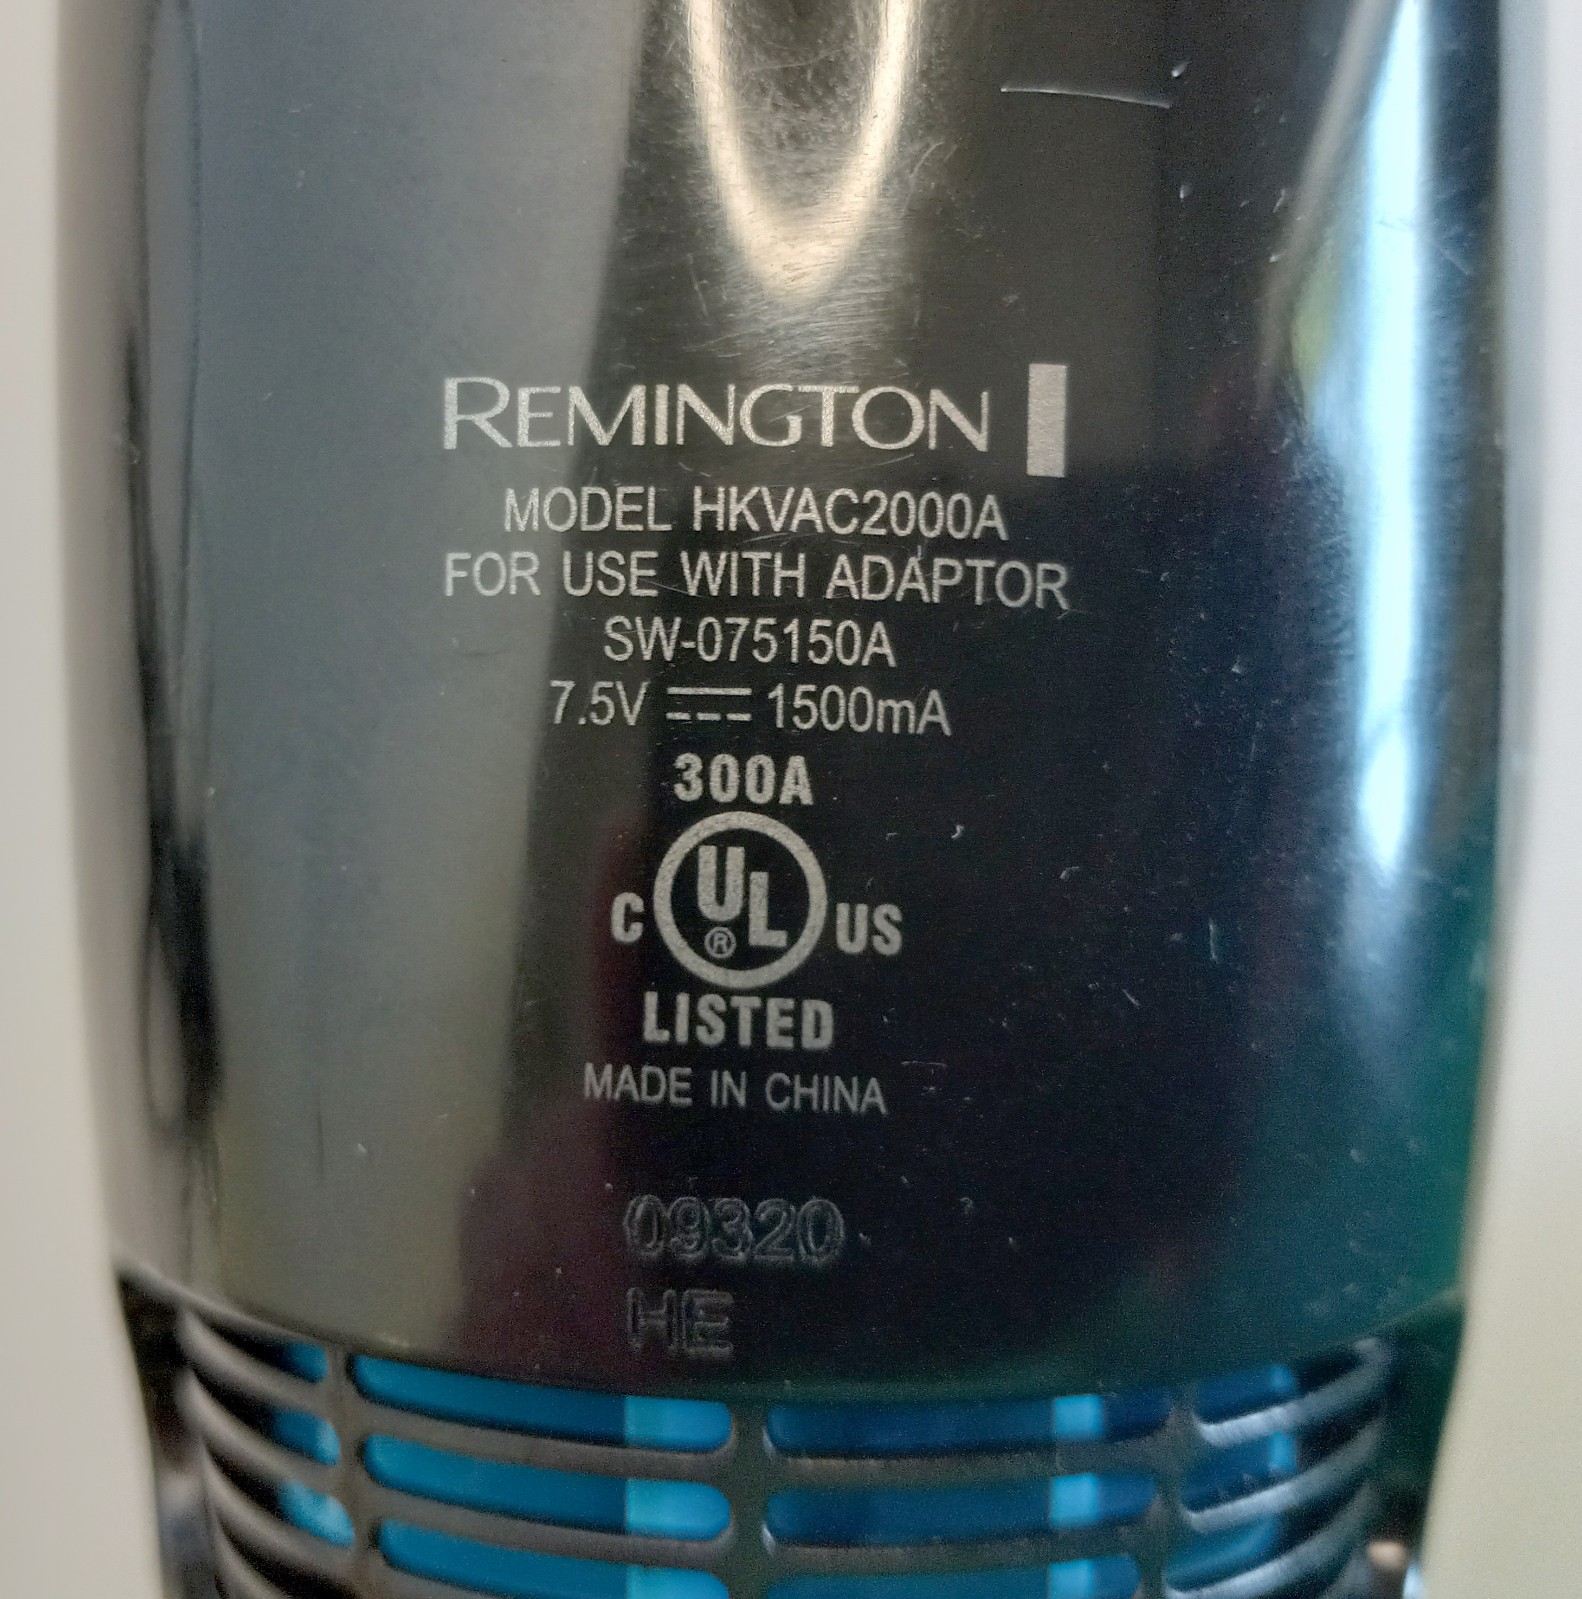 REMINGTON
MODEL HKVAC2000A
FOR USE WITH ADAPTOR
SW-075150A
7.5V ⎓ 1500mA
300A
C UL® US
LISTED
MADE IN CHINA
09320
HE